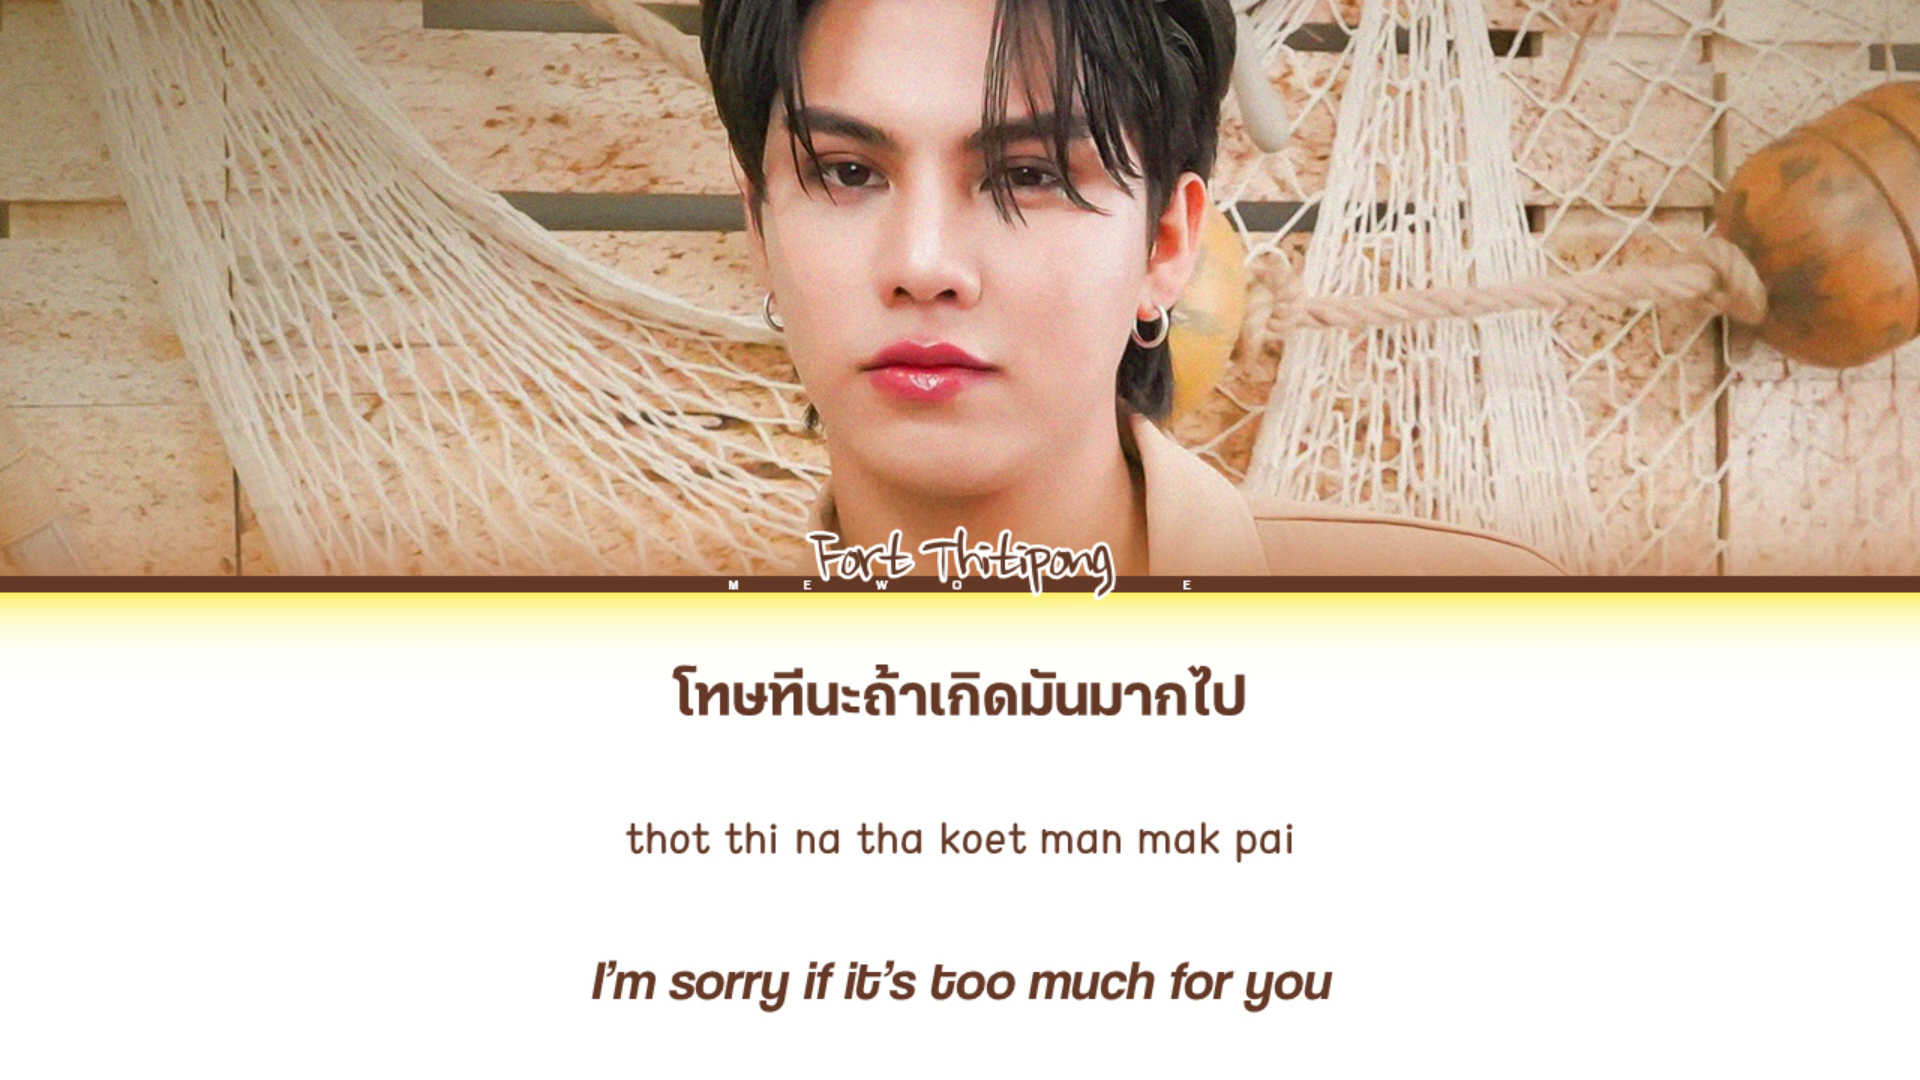 Fort Thitipong
M E W O E
โทษทีนะถ้าเกิดมันมากไป
thot thi na tha koet man mak pai
I'm sorry if it's too much for you